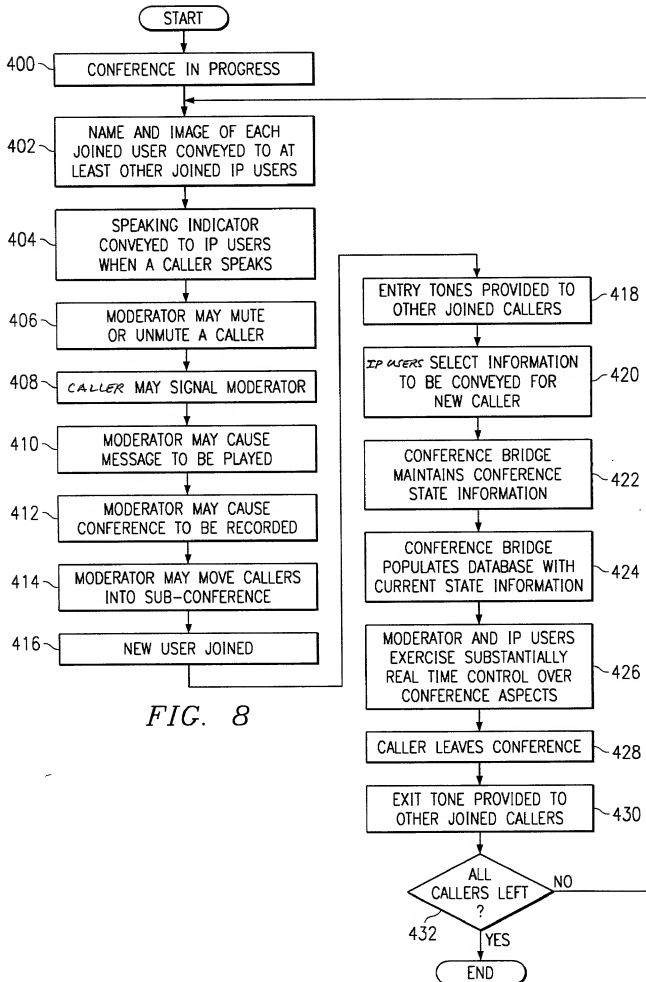 START
400
CONFERENCE IN PROGRESS
402
NAME AND IMAGE OF EACH
JOINED USER CONVEYED TO AT
LEAST OTHER JOINED IP USERS
404
SPEAKING INDICATOR
CONVEYED TO IP USERS
WHEN A CALLER SPEAKS
406
MODERATOR MAY MUTE
OR UNMUTE A CALLER
408
CALLER MAY SIGNAL MODERATOR
410
MODERATOR MAY CAUSE
MESSAGE TO BE PLAYED
412
MODERATOR MAY CAUSE
CONFERENCE TO BE RECORDED
414
MODERATOR MAY MOVE CALLERS
INTO SUB-CONFERENCE
416
NEW USER JOINED
FIG. 8
ENTRY TONES PROVIDED TO
OTHER JOINED CALLERS
418
IP USERS SELECT INFORMATION
TO BE CONVEYED FOR
NEW CALLER
420
CONFERENCE BRIDGE
MAINTAINS CONFERENCE
STATE INFORMATION
422
CONFERENCE BRIDGE
POPULATES DATABASE WITH
CURRENT STATE INFORMATION
424
MODERATOR AND IP USERS
EXERCISE SUBSTANTIALLY
REAL TIME CONTROL OVER
CONFERENCE ASPECTS
426
CALLER LEAVES CONFERENCE
428
EXIT TONE PROVIDED TO
OTHER JOINED CALLERS
430
ALL
CALLERS LEFT
?
NO
432
YES
END